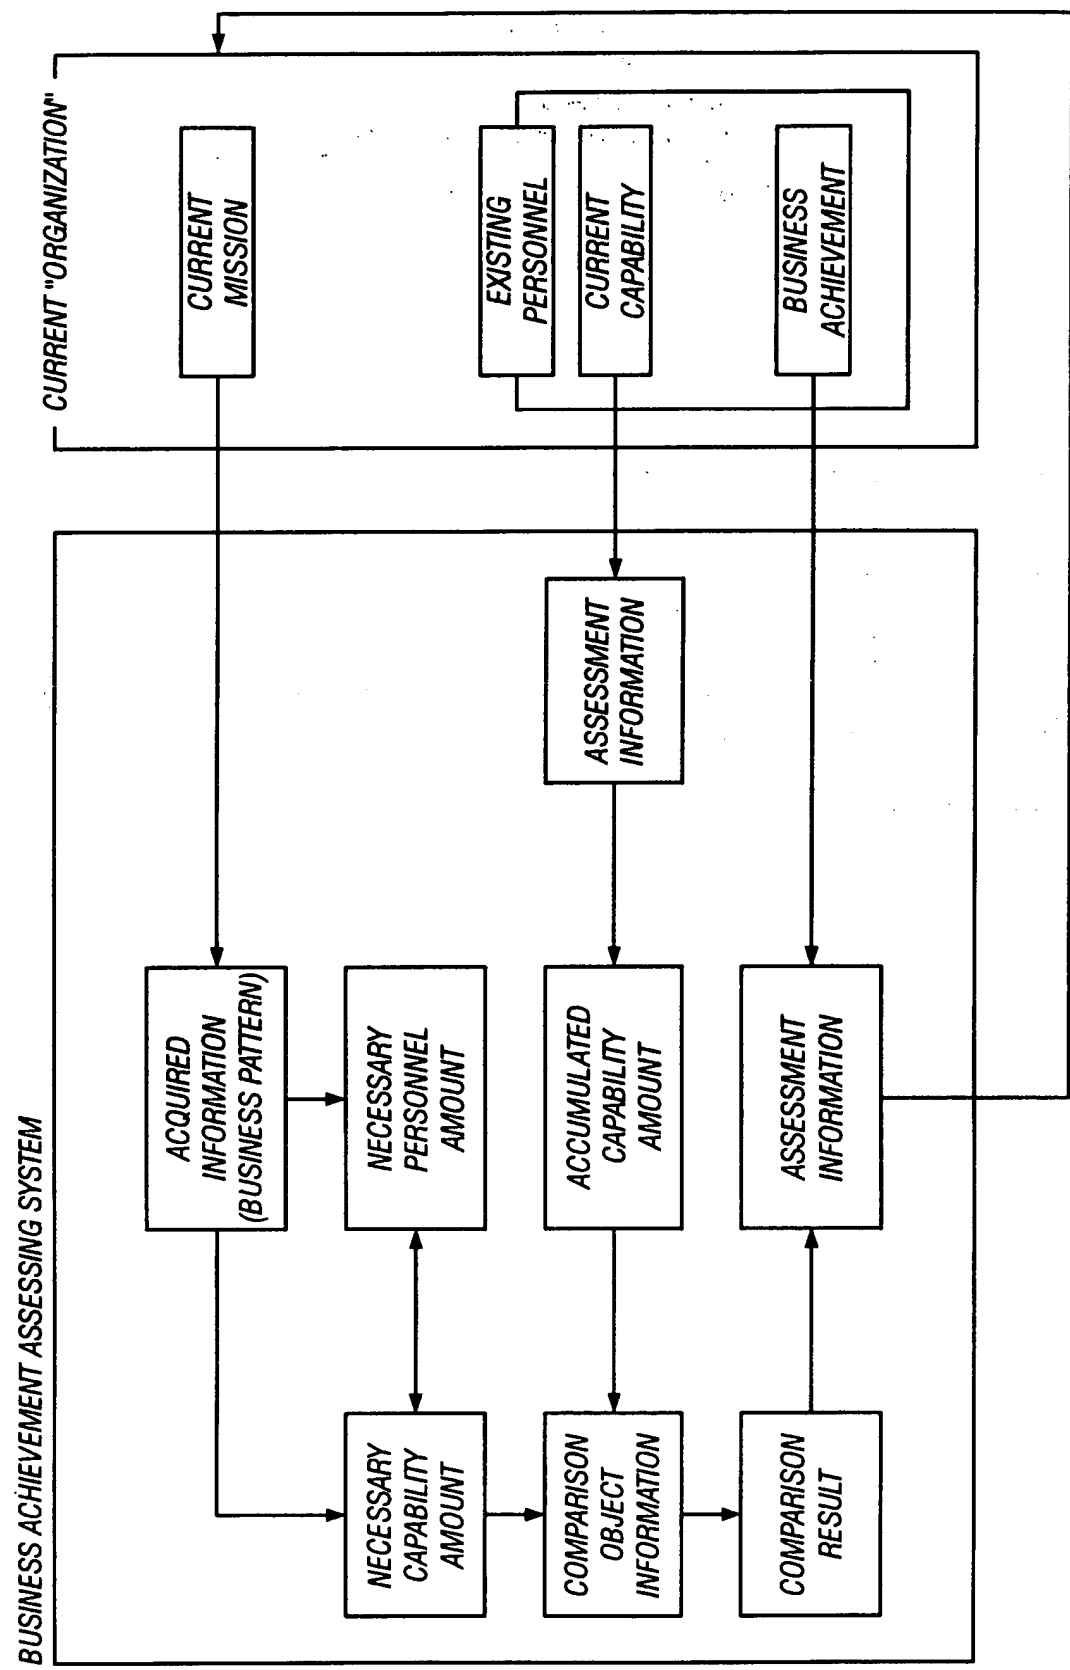 BUSINESS ACHIEVEMENT ASSESSING SYSTEM
CURRENT "ORGANIZATION"
ACQUIRED
INFORMATION
(BUSINESS PATTERN)
CURRENT
MISSION
NECESSARY
CAPABILITY
AMOUNT
NECESSARY
PERSONNEL
AMOUNT
EXISTING
PERSONNEL
COMPARISON
OBJECT
INFORMATION
ACCUMULATED
CAPABILITY
AMOUNT
ASSESSMENT
INFORMATION
CURRENT
CAPABILITY
COMPARISON
RESULT
ASSESSMENT
INFORMATION
BUSINESS
ACHIEVEMENT